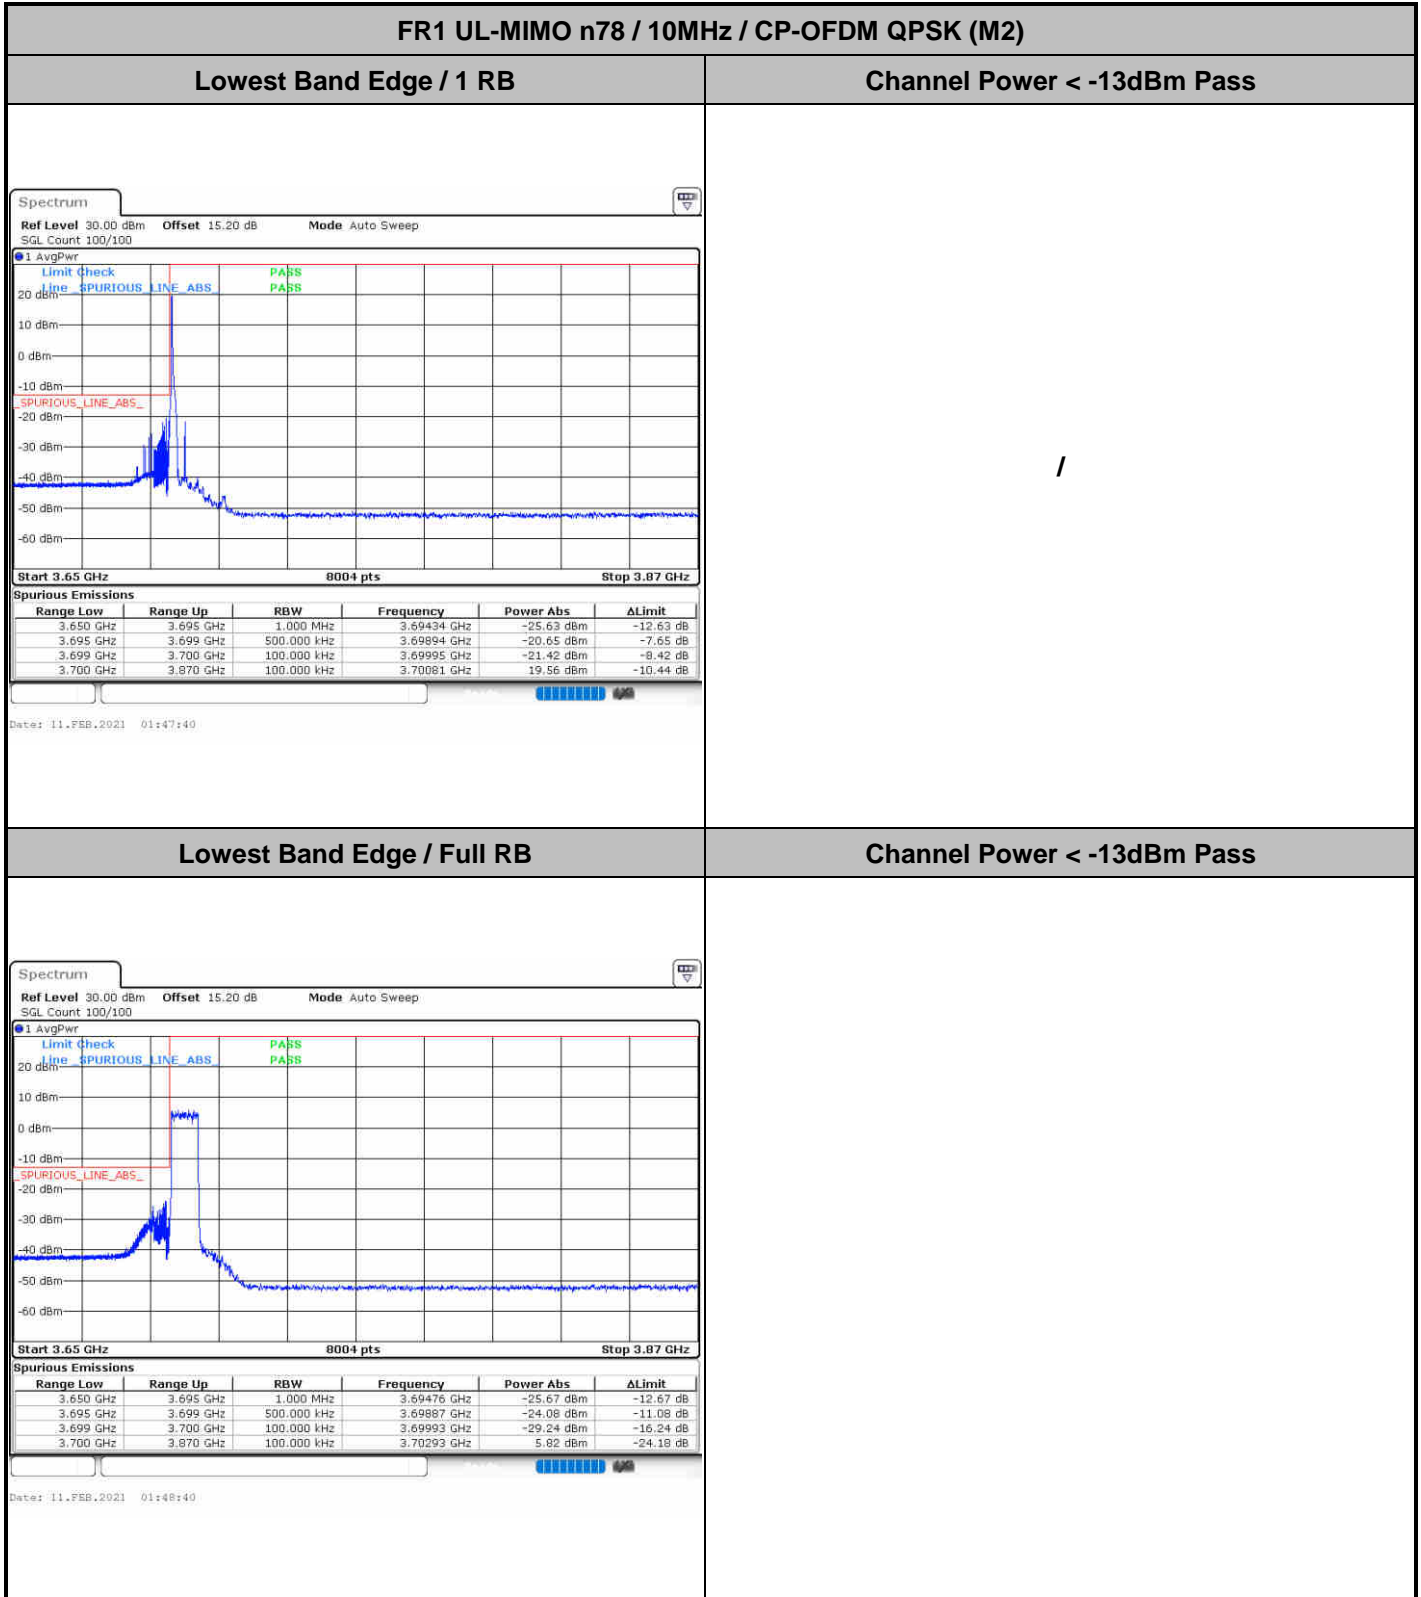 FR1 UL-MIMO n78 / 10MHz / CP-OFDM QPSK (M2)
Lowest Band Edge / 1 RB
Channel Power < -13dBm Pass
Spectrum
Ref Level 30.00 dBm Offset 15.20 dB Mode Auto Sweep
SGL Count 100/100
1 AvgPwr
Limit Check PASS
Line _SPURIOUS_LINE_ABS_ PASS
20 dBm
10 dBm
0 dBm
-10 dBm
_SPURIOUS_LINE_ABS_
-20 dBm
-30 dBm
-40 dBm
-50 dBm
-60 dBm
Start 3.65 GHz 8004 pts Stop 3.87 GHz
Spurious Emissions
Range Low Range Up RBW Frequency Power Abs ΔLimit
3.650 GHz 3.695 GHz 1.000 MHz 3.69434 GHz -25.63 dBm -12.63 dB
3.695 GHz 3.699 GHz 500.000 kHz 3.69894 GHz -20.65 dBm -7.65 dB
3.699 GHz 3.700 GHz 100.000 kHz 3.69995 GHz -21.42 dBm -8.42 dB
3.700 GHz 3.870 GHz 100.000 kHz 3.70081 GHz 19.56 dBm -10.44 dB
Date: 11.FEB.2021 01:47:40
/
Lowest Band Edge / Full RB
Channel Power < -13dBm Pass
Spectrum
Ref Level 30.00 dBm Offset 15.20 dB Mode Auto Sweep
SGL Count 100/100
1 AvgPwr
Limit Check PASS
Line _SPURIOUS_LINE_ABS_ PASS
20 dBm
10 dBm
0 dBm
-10 dBm
_SPURIOUS_LINE_ABS_
-20 dBm
-30 dBm
-40 dBm
-50 dBm
-60 dBm
Start 3.65 GHz 8004 pts Stop 3.87 GHz
Spurious Emissions
Range Low Range Up RBW Frequency Power Abs ΔLimit
3.650 GHz 3.695 GHz 1.000 MHz 3.69476 GHz -25.67 dBm -12.67 dB
3.695 GHz 3.699 GHz 500.000 kHz 3.69887 GHz -24.08 dBm -11.08 dB
3.699 GHz 3.700 GHz 100.000 kHz 3.69993 GHz -29.24 dBm -16.24 dB
3.700 GHz 3.870 GHz 100.000 kHz 3.70293 GHz 5.82 dBm -24.18 dB
Date: 11.FEB.2021 01:48:40